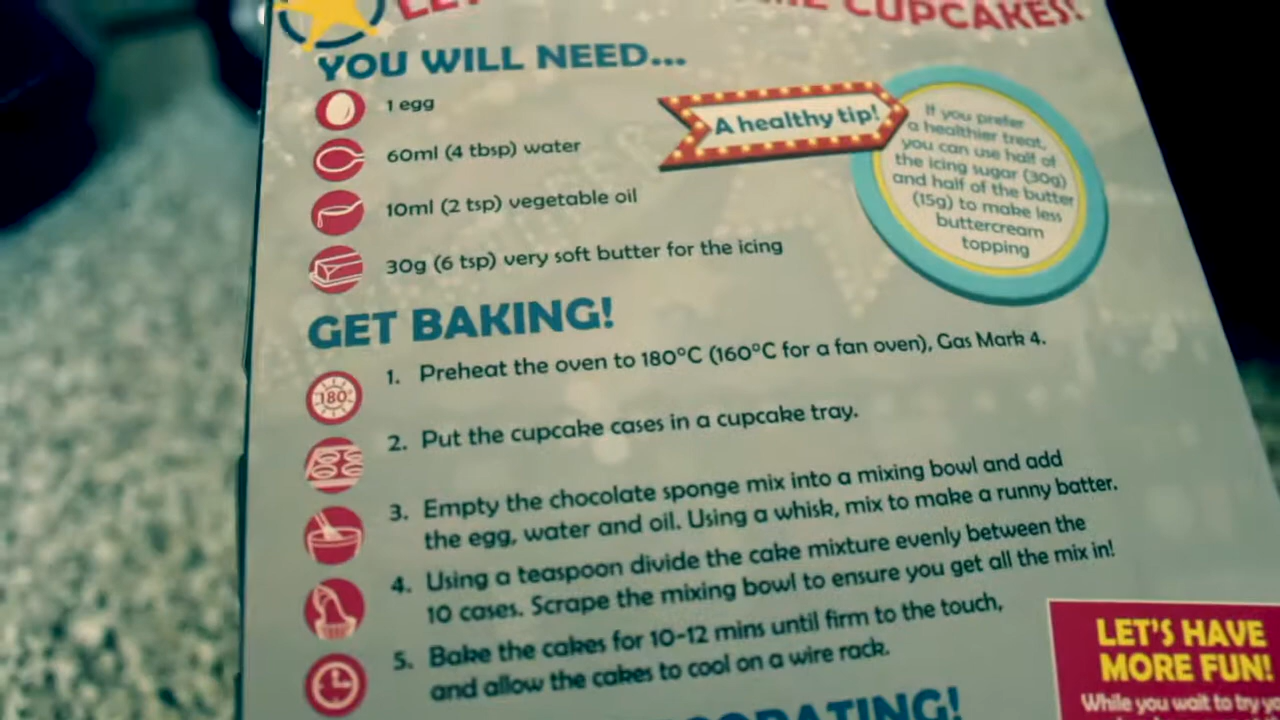 CUPCAKES!
YOU WILL NEED...
1 egg
60ml (4 tbsp) water
10ml (2 tsp) vegetable oil
30g (6 tsp) very soft butter for the icing
A healthy tip!
If you prefer
a healthier treat,
you can use half of
the icing sugar (30g)
and half of the butter
(15g) to make less
buttercream
topping
GET BAKING!
180
1. Preheat the oven to 180°C (160°C for a fan oven), Gas Mark 4.
2. Put the cupcake cases in a cupcake tray.
3. Empty the chocolate sponge mix into a mixing bowl and add
the egg, water and oil. Using a whisk, mix to make a runny batter.
4. Using a teaspoon divide the cake mixture evenly between the
10 cases. Scrape the mixing bowl to ensure you get all the mix in!
5. Bake the cakes for 10-12 mins until firm to the touch,
and allow the cakes to cool on a wire rack.
LET'S HAVE
MORE FUN!
While you wait to try